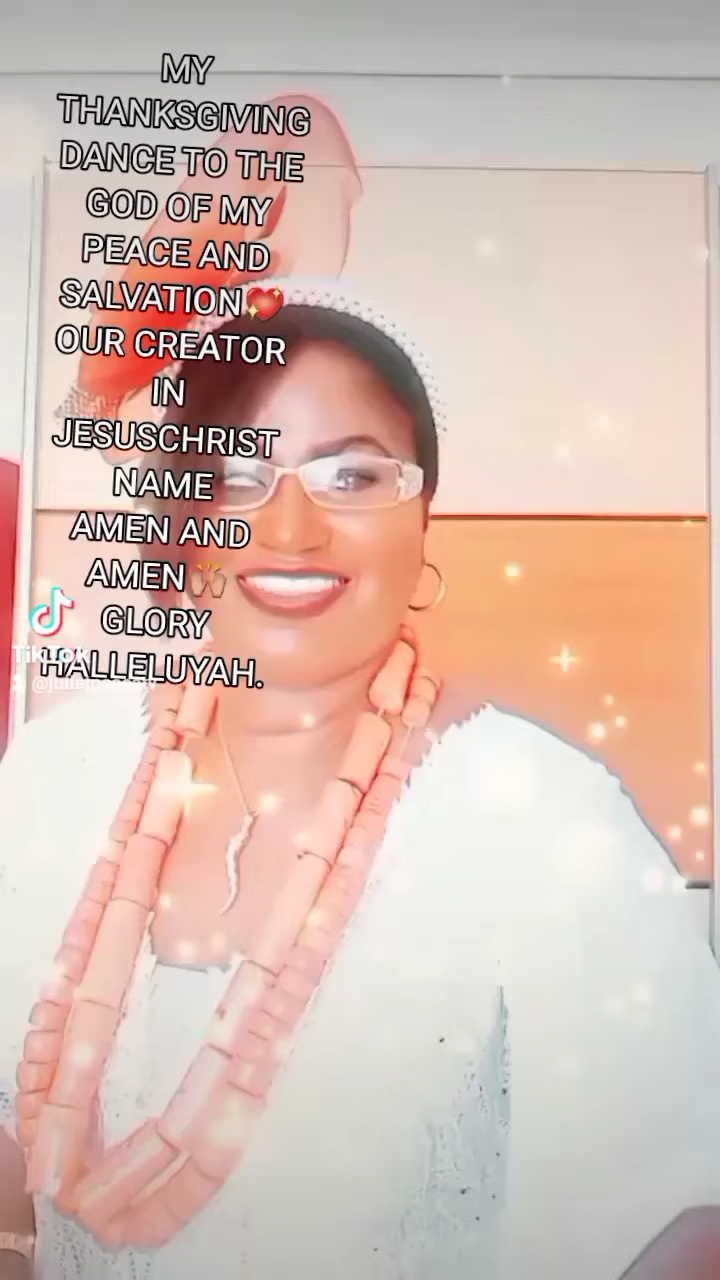 MY
THANKSGIVING
DANCE TO THE
GOD OF MY
PEACE AND
SALVATION💖
OUR CREATOR
IN
JESUSCHRIST
NAME
AMEN AND
AMEN🙌🏽
GLORY
HALLELUYAH.
TikTok